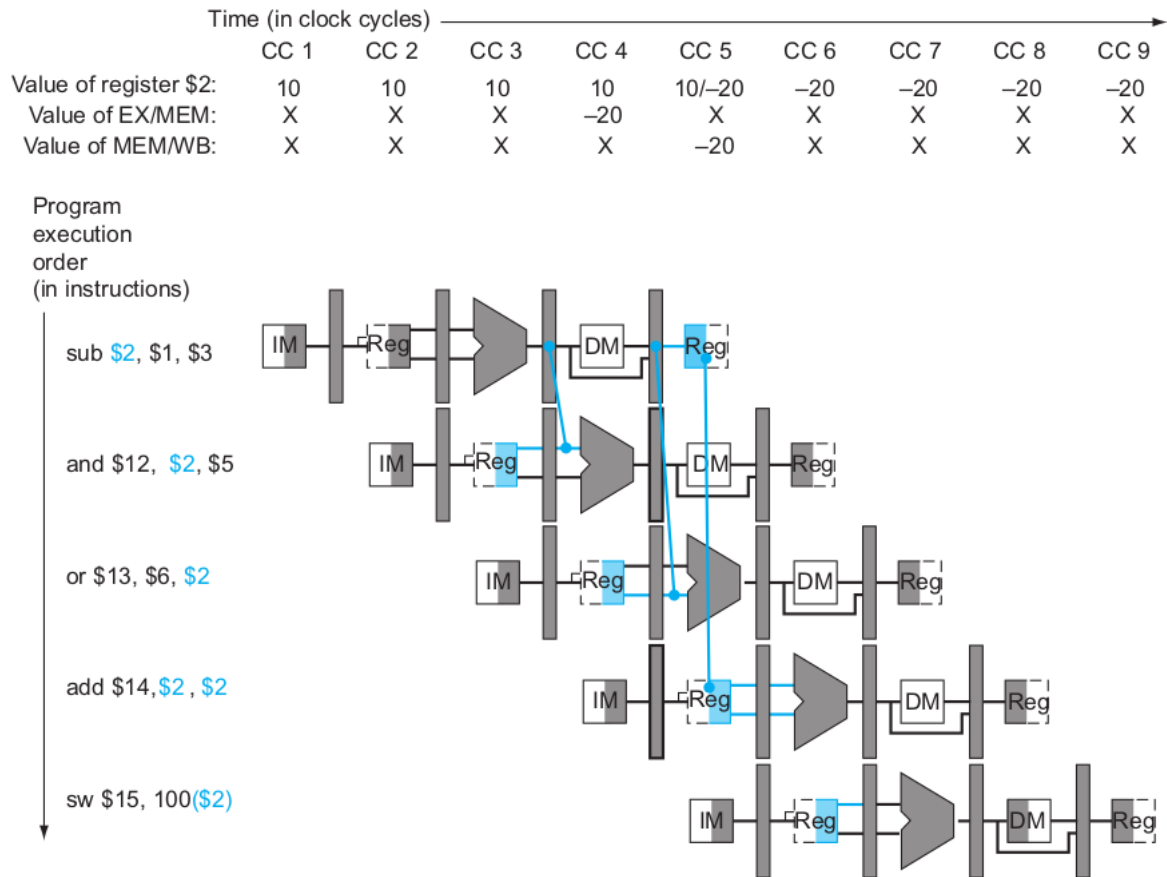 Time (in clock cycles)
CC 1 CC 2 CC 3 CC 4 CC 5 CC 6 CC 7 CC 8 CC 9
Value of register $2: 10 10 10 10 10/–20 –20 –20 –20 –20
Value of EX/MEM: X X X –20 X X X X X
Value of MEM/WB: X X X X –20 X X X X
Program
execution
order
(in instructions)
sub $2, $1, $3 IM Reg DM Reg
and $12, $2, $5 IM Reg DM Reg
or $13, $6, $2 IM Reg DM Reg
add $14,$2 , $2 IM Reg DM Reg
sw $15, 100($2) IM Reg DM Reg